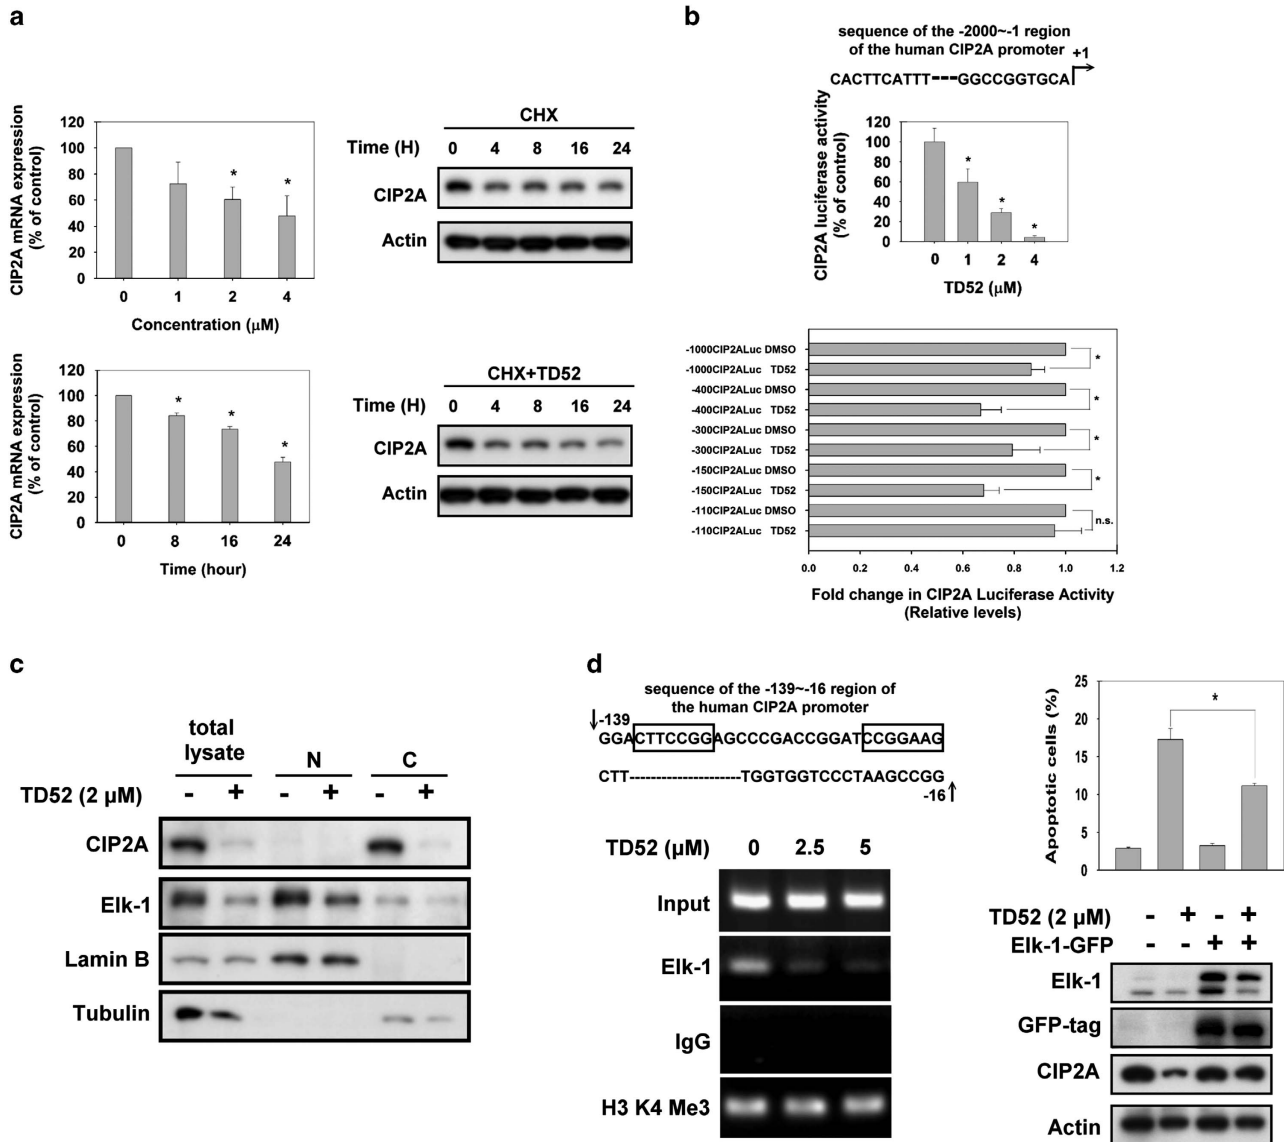 a
CIP2A mRNA expression
(% of control)
120
100
80
60
40
20
0
*
*
0 1 2 4
Concentration (µM)
CHX
Time (H) 0 4 8 16 24
CIP2A
Actin
CIP2A mRNA expression
(% of control)
120
100
80
60
40
20
0
*
*
*
0 8 16 24
Time (hour)
CHX+TD52
Time (H) 0 4 8 16 24
CIP2A
Actin
b
sequence of the -2000~-1 region
of the human CIP2A promoter
+1
CACTTCATTT---GGCCGGTGCA
CIP2A luciferase activity
(% of control)
120
100
80
60
40
20
0
*
*
*
0 1 2 4
TD52 (µM)
-1000CIP2ALuc DMSO
-1000CIP2ALuc TD52
*
-400CIP2ALuc DMSO
-400CIP2ALuc TD52
*
-300CIP2ALuc DMSO
-300CIP2ALuc TD52
*
-150CIP2ALuc DMSO
-150CIP2ALuc TD52
*
-110CIP2ALuc DMSO
-110CIP2ALuc TD52
n.s.
0.0 0.2 0.4 0.6 0.8 1.0 1.2
Fold change in CIP2A Luciferase Activity
(Relative levels)
c
total
lysate N C
TD52 (2 µM) - + - + - +
CIP2A
Elk-1
Lamin B
Tubulin
d
sequence of the -139~-16 region of
the human CIP2A promoter
-139
GGACTTCCGGAGCCCGACCGGATCCGGAAG
CTT----------------------TGGTGGTCCCTAAGCCGG
-16
TD52 (µM) 0 2.5 5
Input
Elk-1
IgG
H3 K4 Me3
Apoptotic cells (%)
25
20
15
10
5
0
*
TD52 (2 µM) - + - +
Elk-1-GFP - - + +
Elk-1
GFP-tag
CIP2A
Actin